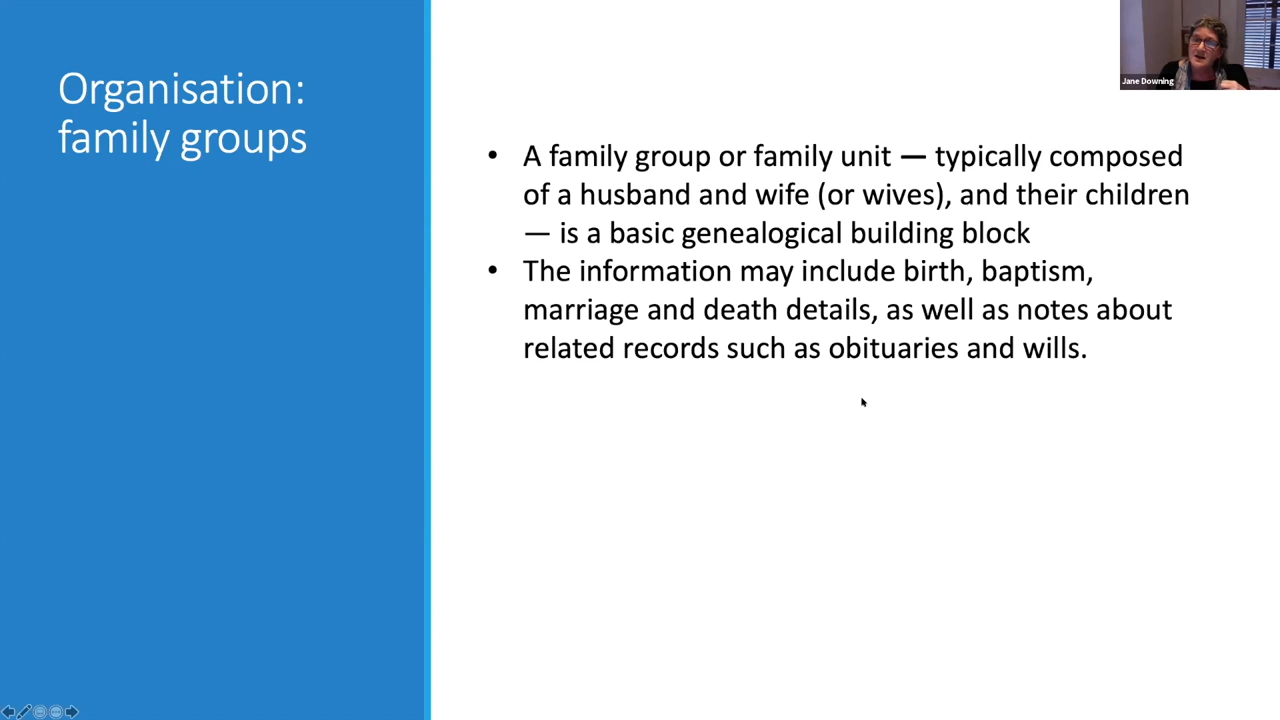 Organisation:
family groups
Jane Downing
• A family group or family unit — typically composed
of a husband and wife (or wives), and their children
— is a basic genealogical building block
• The information may include birth, baptism,
marriage and death details, as well as notes about
related records such as obituaries and wills.